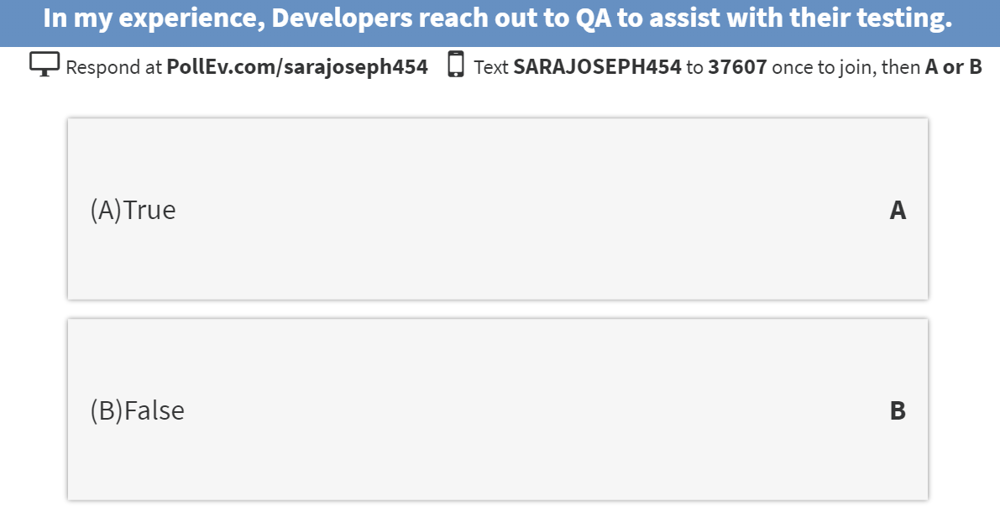 In my experience, Developers reach out to QA to assist with their testing.
Respond at PollEv.com/sarajoseph454 Text SARAJOSEPH454 to 37607 once to join, then A or B
(A)True A
(B)False B